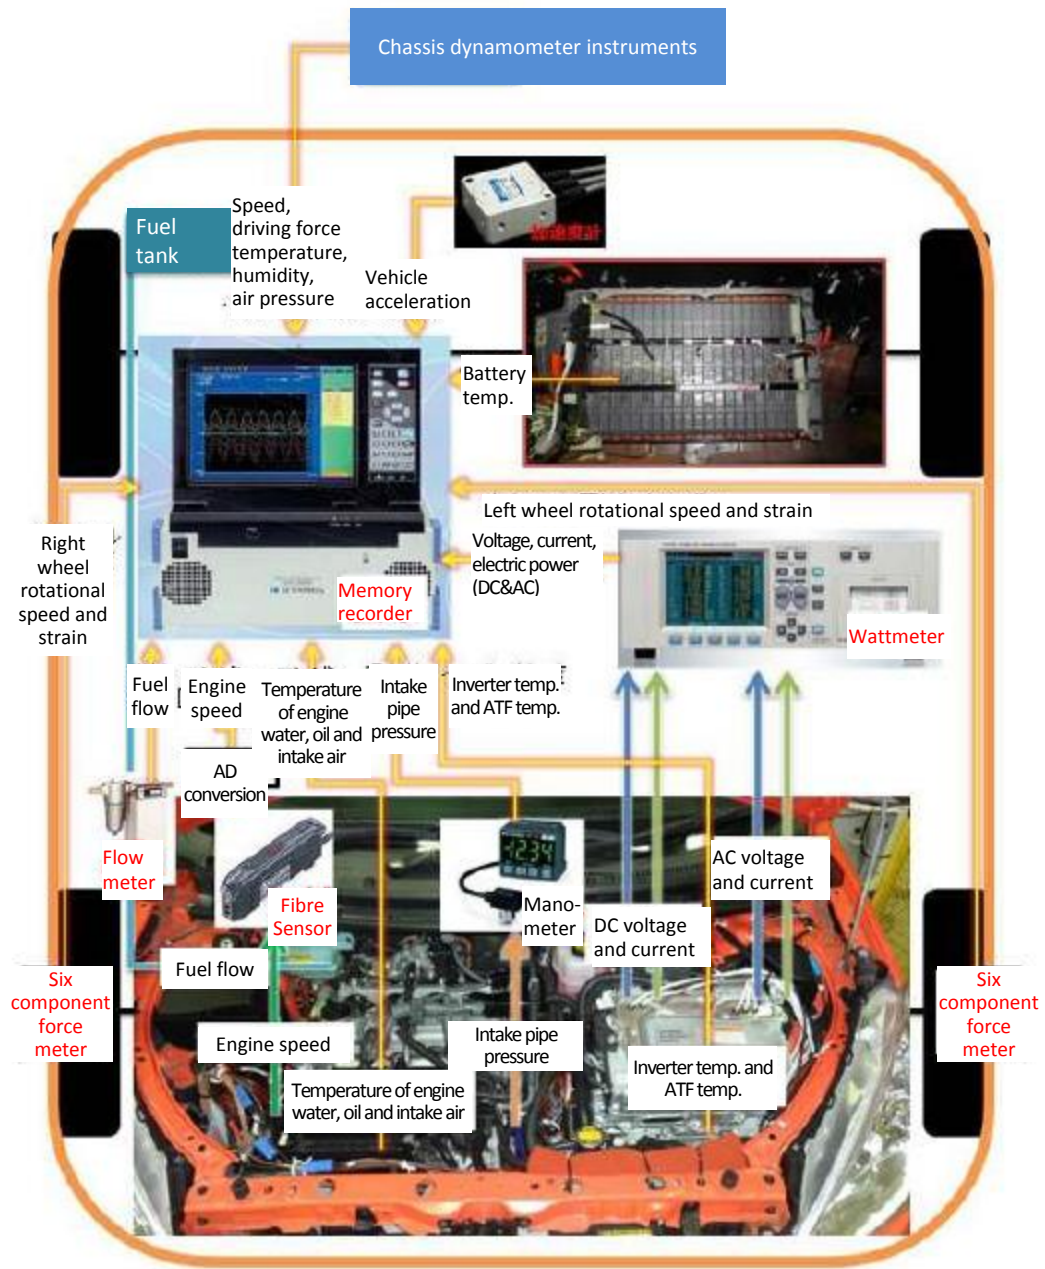 Chassis dynamometer instruments
Fuel
tank
Speed,
driving force
temperature,
humidity,
air pressure
加速度計
Vehicle
acceleration
Battery
temp.
Left wheel rotational speed and strain
Right
wheel
rotational
speed and
strain
Voltage, current,
electric power
(DC&AC)
Memory
recorder
Wattmeter
Fuel
flow
Engine
speed
Temperature
of engine
water, oil and
intake air
Intake
pipe
pressure
Inverter temp.
and ATF temp.
AD
conversion
Flow
meter
Fibre
Sensor
1234
Mano-
meter
AC voltage
and current
DC voltage
and current
Fuel flow
Six
component
force
meter
Six
component
force
meter
Engine speed
Intake pipe
pressure
Temperature of engine
water, oil and intake air
Inverter temp. and
ATF temp.